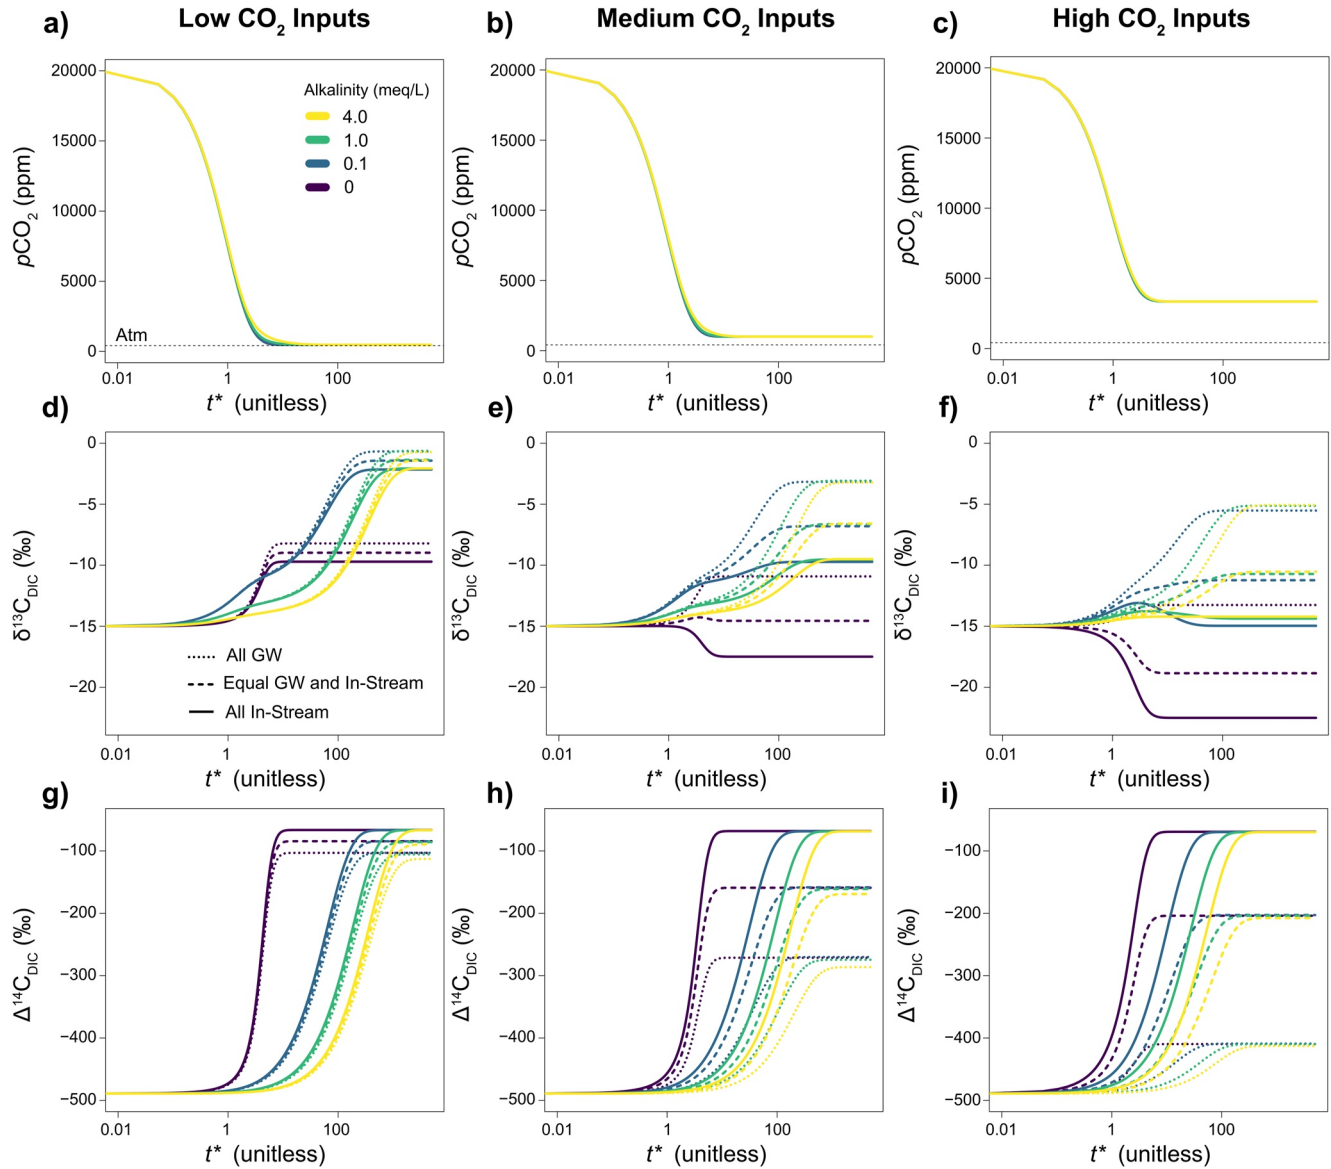 a) Low CO2 Inputs
b) Medium CO2 Inputs
c) High CO2 Inputs
pCO2 (ppm)
20000
15000
10000
5000
0
Alkalinity (meq/L)
4.0
1.0
0.1
0
Atm
0.01 1 100
t* (unitless)
pCO2 (ppm)
20000
15000
10000
5000
0
0.01 1 100
t* (unitless)
pCO2 (ppm)
20000
15000
10000
5000
0
0.01 1 100
t* (unitless)
d)
δ13CDIC (‰)
0
−5
−10
−15
−20
All GW
Equal GW and In-Stream
All In-Stream
0.01 1 100
t* (unitless)
e)
δ13CDIC (‰)
0
−5
−10
−15
−20
0.01 1 100
t* (unitless)
f)
δ13CDIC (‰)
0
−5
−10
−15
−20
0.01 1 100
t* (unitless)
g)
Δ14CDIC (‰)
−100
−200
−300
−400
−500
0.01 1 100
t* (unitless)
h)
Δ14CDIC (‰)
−100
−200
−300
−400
−500
0.01 1 100
t* (unitless)
i)
Δ14CDIC (‰)
−100
−200
−300
−400
−500
0.01 1 100
t* (unitless)